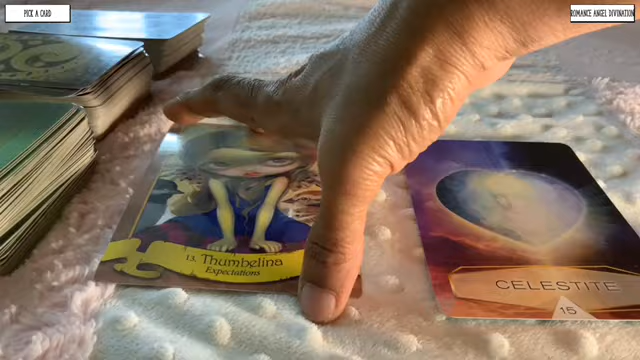 PICK A CARD
ROMANCE ANGEL DIVINATION
13. Thumbelina
Expectations
CELESTITE
15